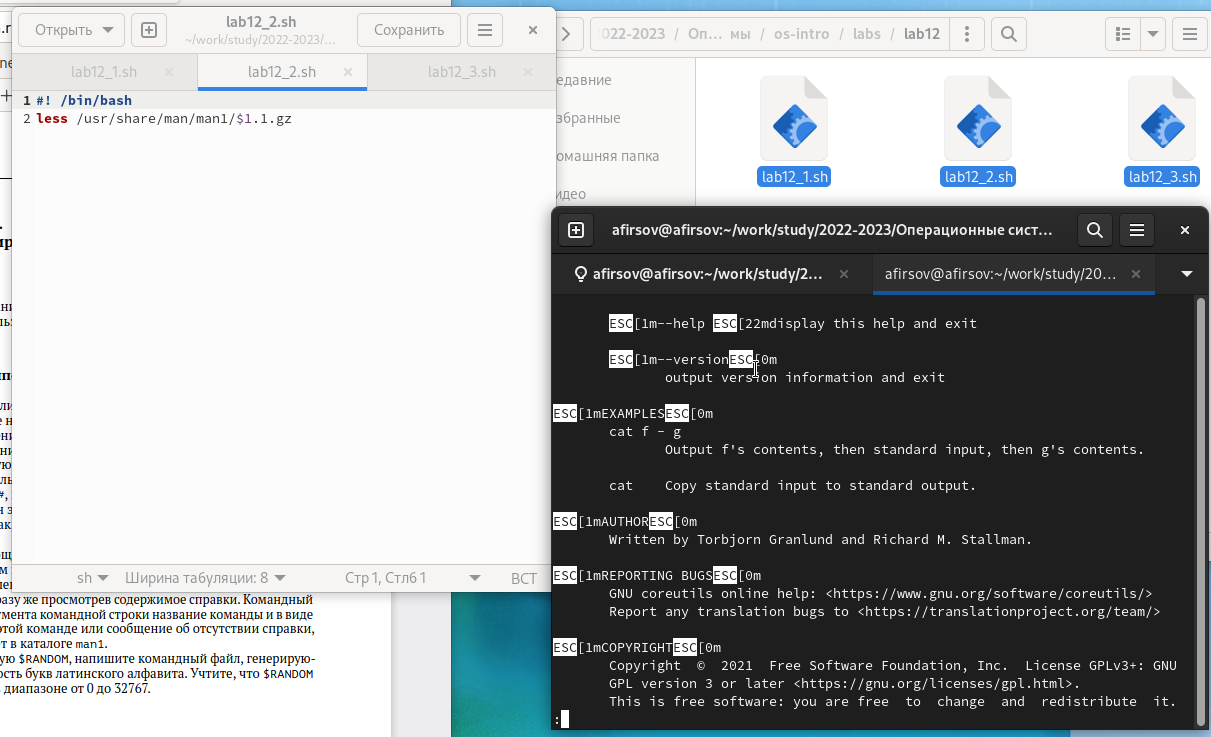 Открыть
lab12_2.sh
~/work/study/2022-2023/…
Сохранить
lab12_1.sh
lab12_2.sh
lab12_3.sh
1 #! /bin/bash
2 less /usr/share/man/man1/$1.1.gz
sh
Ширина табуляции: 8
Стр 1, Стлб 1
ВСТ
022-2023 / Оп… мы / os-intro / labs / lab12
едавние
збранные
омашняя папка
идео
lab12_1.sh
lab12_2.sh
lab12_3.sh
afirsov@afirsov:~/work/study/2022-2023/Операционные сист…
afirsov@afirsov:~/work/study/2…
afirsov@afirsov:~/work/study/20…
ESC[1m--help ESC[22mdisplay this help and exit
ESC[1m--versionESC[0m
output version information and exit
ESC[1mEXAMPLESESC[0m
cat f - g
Output f's contents, then standard input, then g's contents.
cat    Copy standard input to standard output.
ESC[1mAUTHORESC[0m
Written by Torbjorn Granlund and Richard M. Stallman.
ESC[1mREPORTING BUGSESC[0m
GNU coreutils online help: <https://www.gnu.org/software/coreutils/>
Report any translation bugs to <https://translationproject.org/team/>
ESC[1mCOPYRIGHTESC[0m
Copyright © 2021 Free Software Foundation, Inc. License GPLv3+: GNU
GPL version 3 or later <https://gnu.org/licenses/gpl.html>.
This is free software: you are free to change and redistribute it.
:
разу же просмотрев содержимое справки. Командный
умента командной строки название команды и в виде
этой команде или сообщение об отсутствии справки,
ет в каталоге man1.
ую $RANDOM, напишите командный файл, генерирую-
ость букв латинского алфавита. Учтите, что $RANDOM
диапазоне от 0 до 32767.